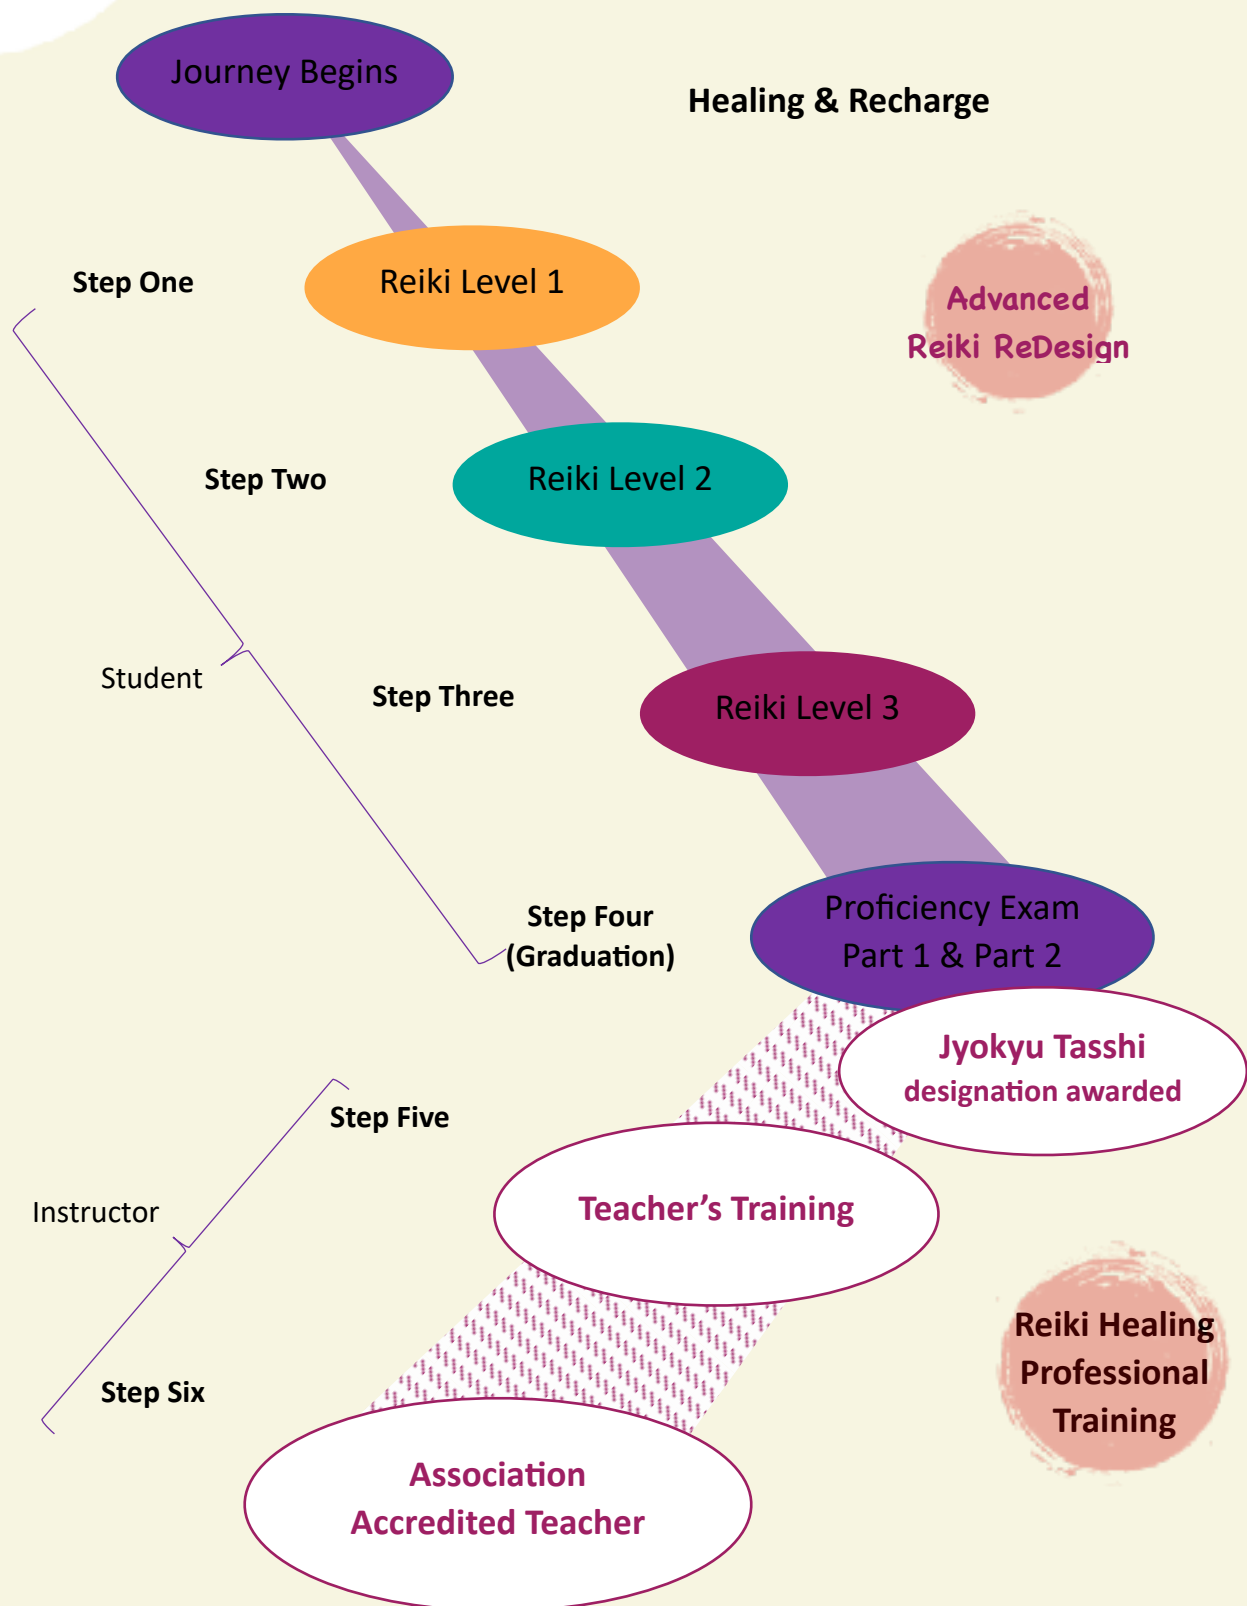 Journey Begins
Healing & Recharge
Step One
Reiki Level 1
Advanced
Reiki ReDesign
Step Two
Reiki Level 2
Student
Step Three
Reiki Level 3
Step Four
(Graduation)
Proficiency Exam
Part 1 & Part 2
Jyokyu Tasshi
designation awarded
Step Five
Teacher’s Training
Instructor
Reiki Healing
Professional
Training
Step Six
Association
Accredited Teacher